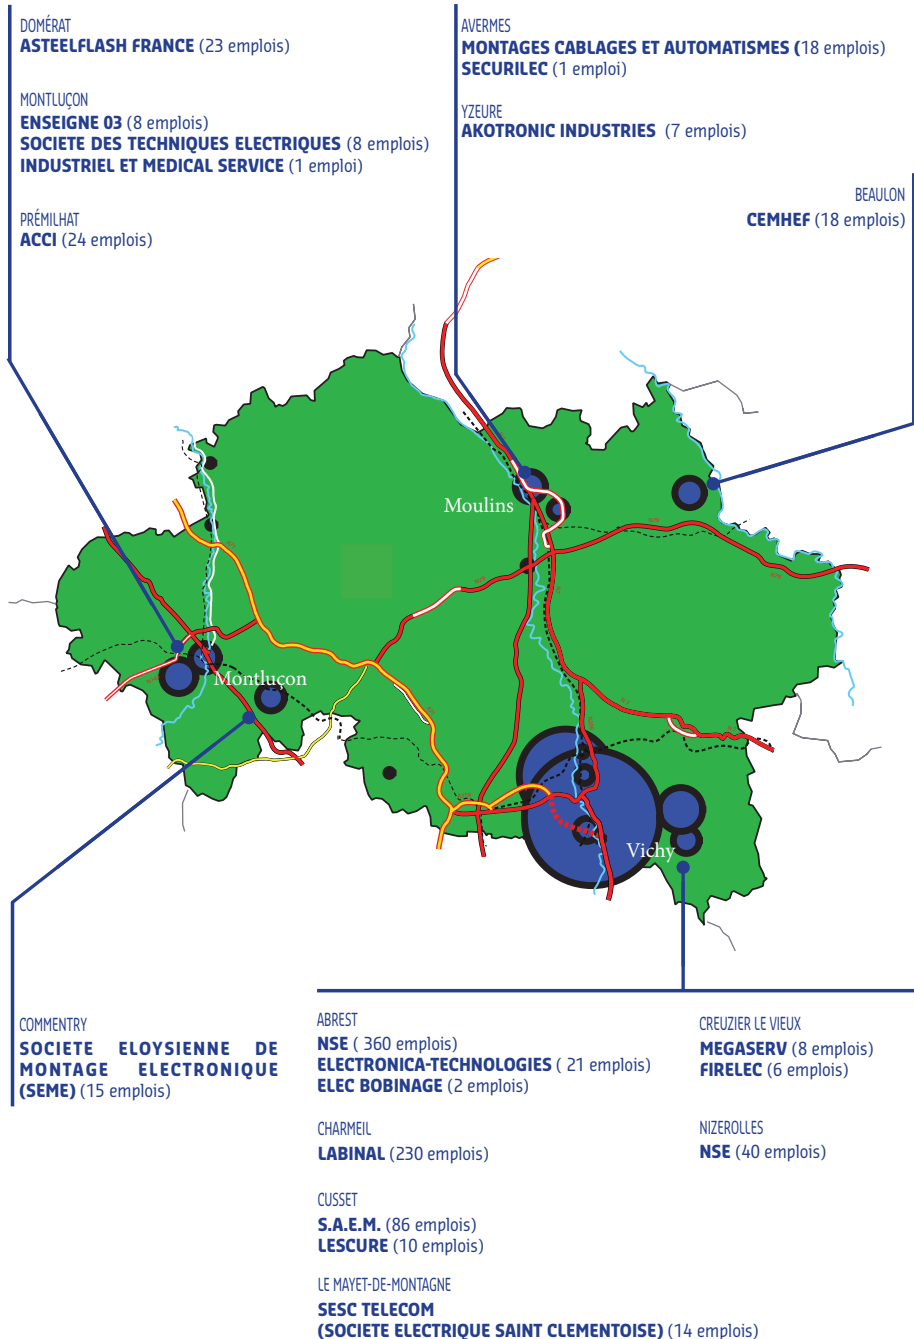 DOMÉRAT
ASTEELFLASH FRANCE (23 emplois)
MONTLUÇON
ENSEIGNE 03 (8 emplois)
SOCIETE DES TECHNIQUES ELECTRIQUES (8 emplois)
INDUSTRIEL ET MEDICAL SERVICE (1 emploi)
PRÉMILHAT
ACCI (24 emplois)
AVERMES
MONTAGES CABLAGES ET AUTOMATISMES (18 emplois)
SECURILEC (1 emploi)
YZEURE
AKOTRONIC INDUSTRIES (7 emplois)
BEAULON
CEMHEF (18 emplois)
Moulins
Montluçon
Vichy
COMMENTRY
SOCIETE ELOYSIENNE DE
MONTAGE ELECTRONIQUE
(SEME) (15 emplois)
ABREST
NSE ( 360 emplois)
ELECTRONICA-TECHNOLOGIES ( 21 emplois)
ELEC BOBINAGE (2 emplois)
CHARMEIL
LABINAL (230 emplois)
CUSSET
S.A.E.M. (86 emplois)
LESCURE (10 emplois)
LE MAYET-DE-MONTAGNE
SESC TELECOM
(SOCIETE ELECTRIQUE SAINT CLEMENTOISE) (14 emplois)
CREUZIER LE VIEUX
MEGASERV (8 emplois)
FIRELEC (6 emplois)
NIZEROLLES
NSE (40 emplois)